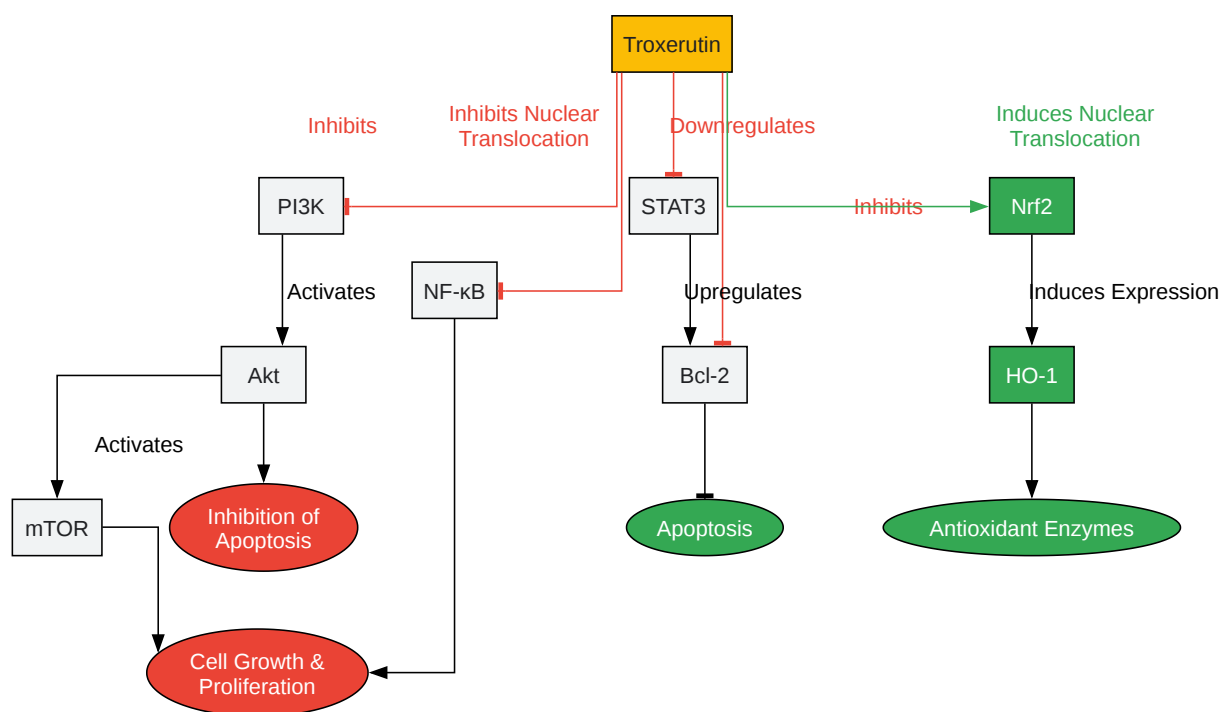 Troxerutin
Inhibits
Inhibits Nuclear
Translocation
Downregulates
Induces Nuclear
Translocation
PI3K
STAT3
Inhibits
Nrf2
Activates
NF-κB
Upregulates
Induces Expression
Akt
Bcl-2
HO-1
Activates
mTOR
Inhibition of
Apoptosis
Apoptosis
Antioxidant Enzymes
Cell Growth &
Proliferation